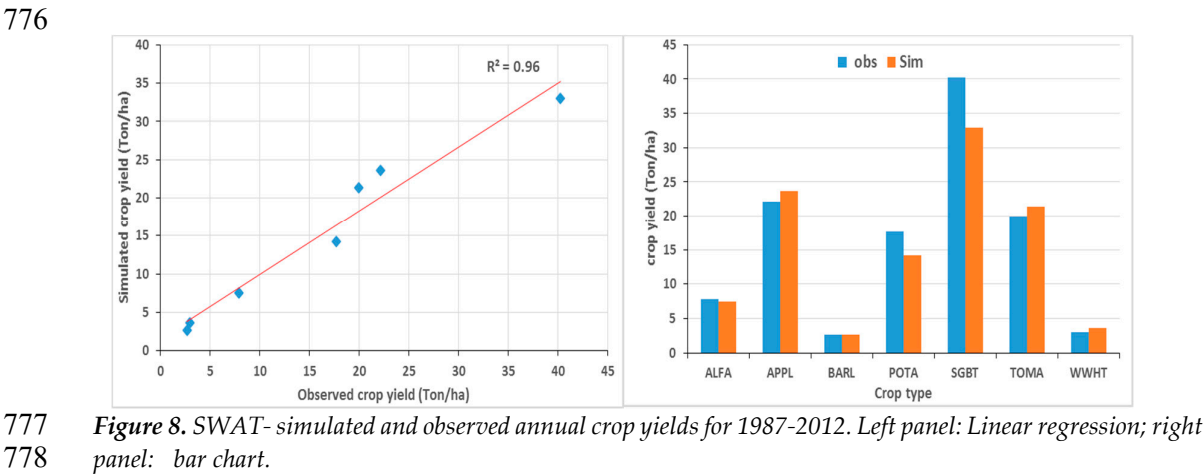 776
40
35
30
25
20
15
10
5
0
Simulated crop yield (Ton/ha)
R² = 0.96
0 5 10 15 20 25 30 35 40 45
Observed crop yield (Ton/ha)
45
40
35
30
25
20
15
10
5
0
crop yield (Ton/ha)
obs Sim
ALFA APPL BARL POTA SGBT TOMA WWHT
Crop type
777 Figure 8. SWAT- simulated and observed annual crop yields for 1987-2012. Left panel: Linear regression; right
778 panel: bar chart.